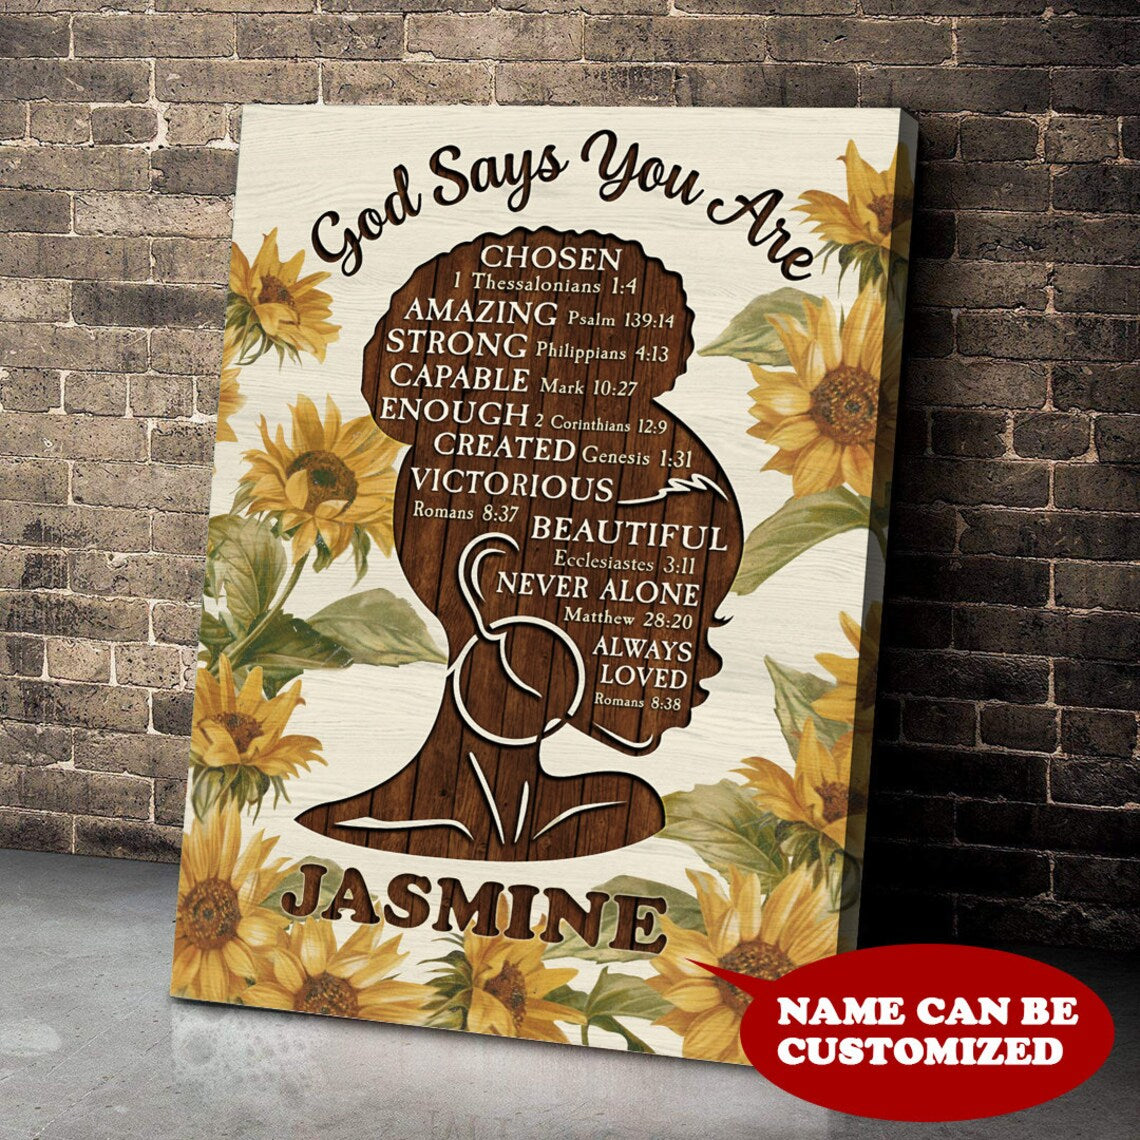 God Says You Are
CHOSEN
1 Thessalonians 1:4
AMAZING Psalm 139:14
STRONG Philippians 4:13
CAPABLE Mark 10:27
ENOUGH 2 Corinthians 12:9
CREATED Genesis 1:31
VICTORIOUS
Romans 8:37
BEAUTIFUL
Ecclesiastes 3:11
NEVER ALONE
Matthew 28:20
ALWAYS
LOVED
Romans 8:38
JASMINE
NAME CAN BE
CUSTOMIZED